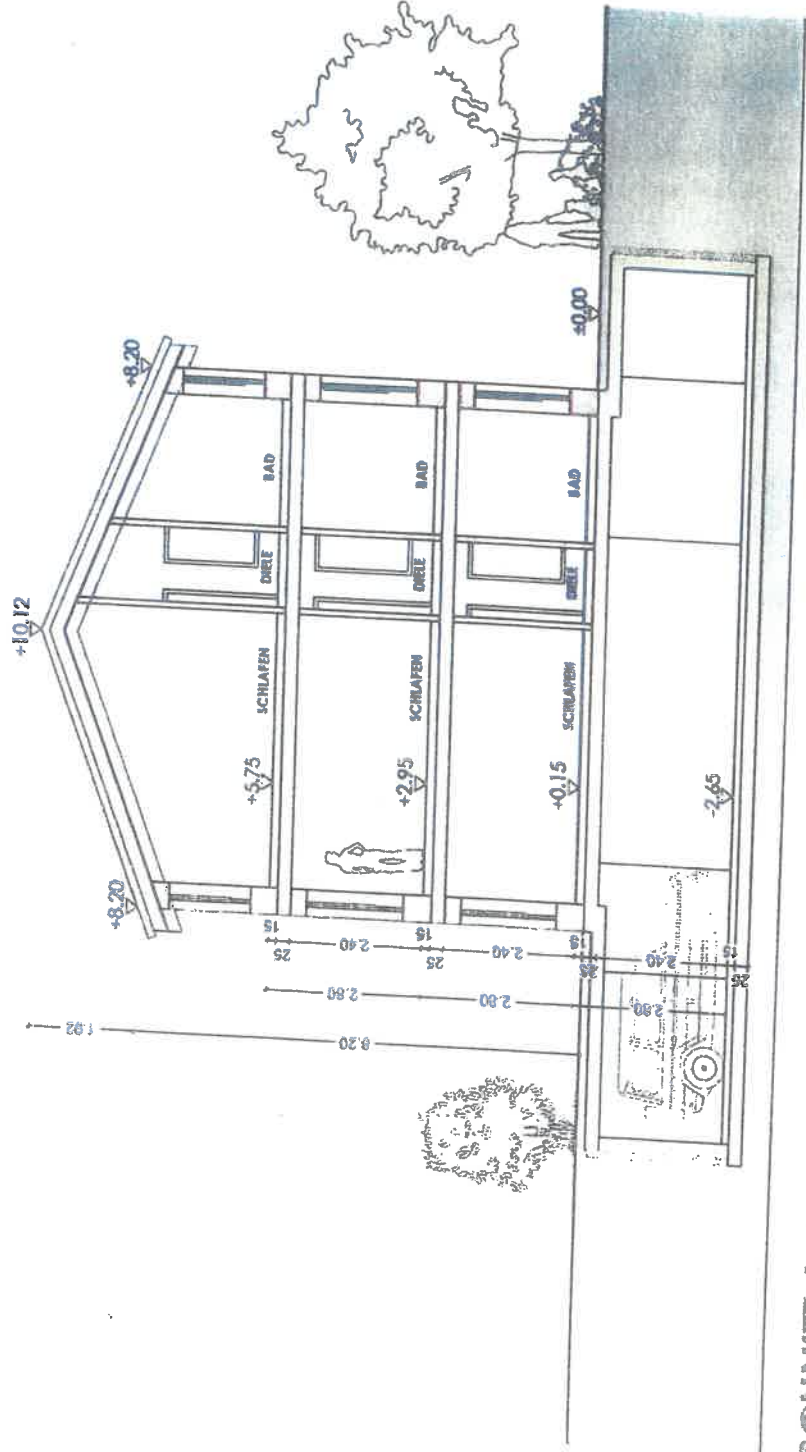 +10.12
+8.20
+8.20
+5.75
SCHLAFEN
DIELE
BAD
+2.95
SCHLAFEN
DIELE
BAD
+0.15
SCHLAFEN
DIELE
BAD
±0.00
-2.65
1.92
8.20
2.80
2.80
2.80
15
25
2.40
15
25
2.40
2.40
15
25